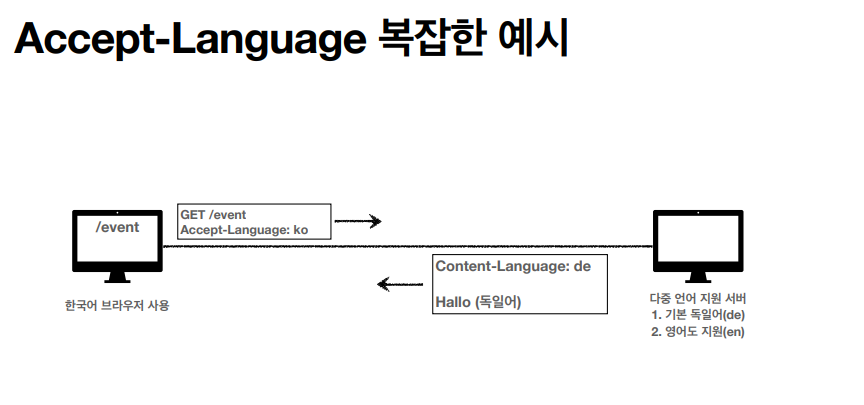 Accept-Language 복잡한 예시
/event
GET /event
Accept-Language: ko
Content-Language: de
Hallo (독일어)
한국어 브라우저 사용
다중 언어 지원 서버
1. 기본 독일어(de)
2. 영어도 지원(en)